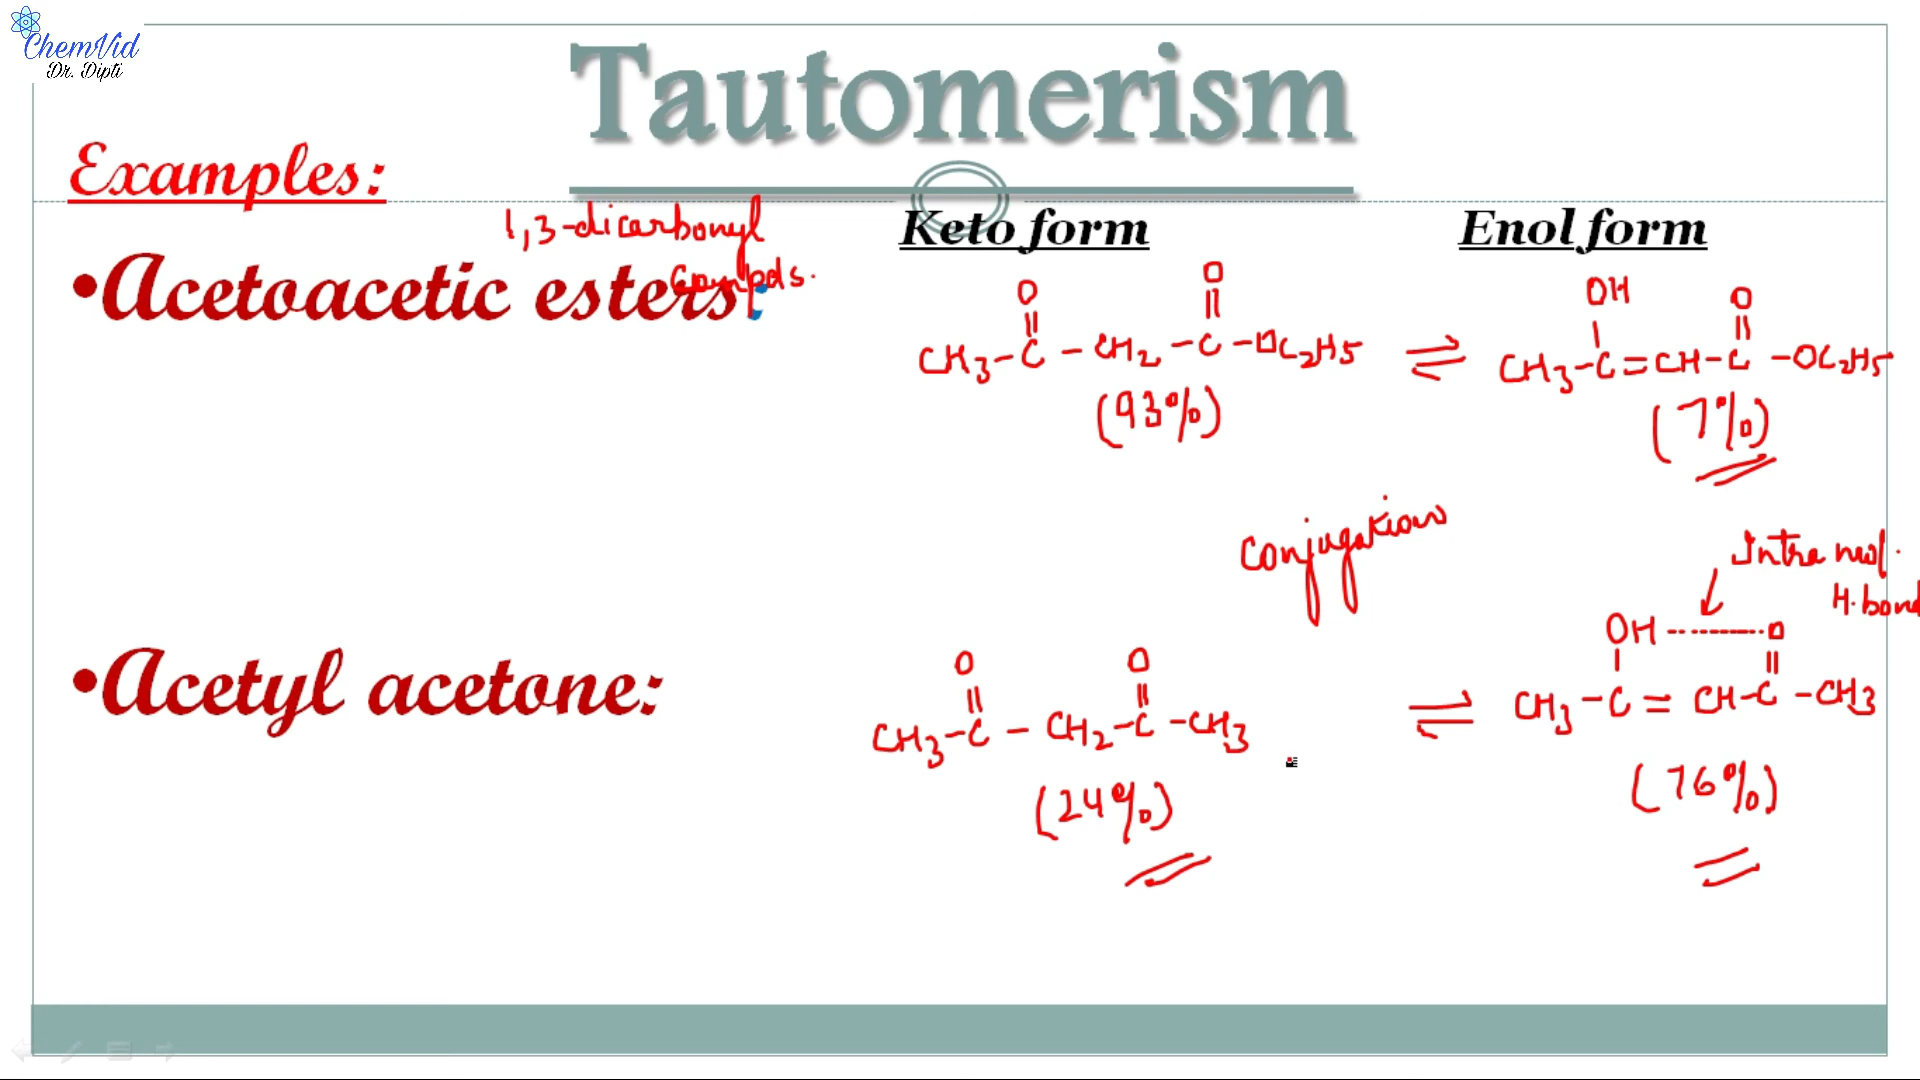 ChemVid
Dr. Dipti
Tautomerism
Examples:
1,3-dicarbonyl
Compds.
Keto form
Enol form
•Acetoacetic esters:
O O
|| ||
CH3-C-CH2-C-OC2H5 ⇌
(93%)
OH O
| ||
CH3-C=CH-C-OC2H5
(7%)
Conjugation
Intra mol.
H.bond
•Acetyl acetone:
O O
|| ||
CH3-C-CH2-C-CH3 ⇌
(24%)
OH---------O
| ||
CH3-C=CH-C-CH3
(76%)